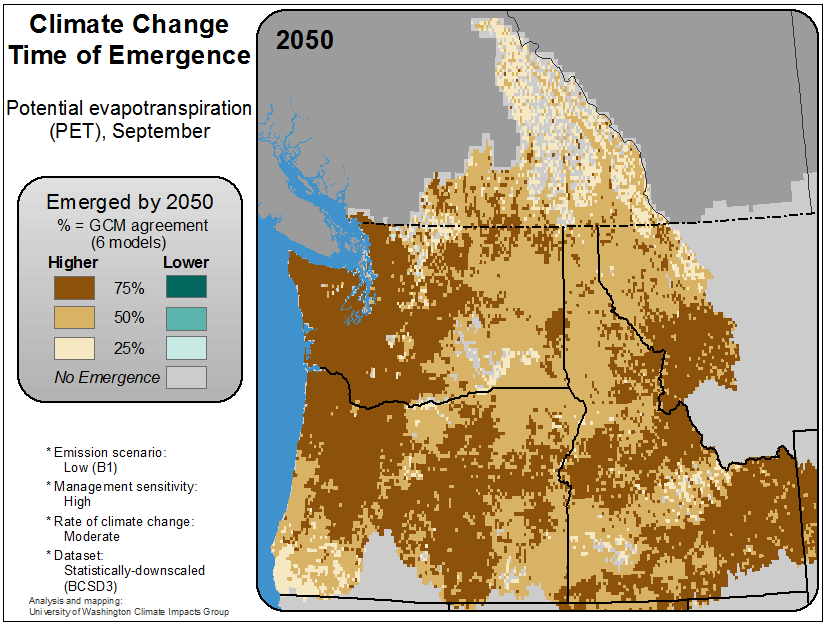 Climate Change
Time of Emergence
Potential evapotranspiration
(PET), September
Emerged by 2050
% = GCM agreement
(6 models)
Higher Lower
75%
50%
25%
No Emergence
* Emission scenario:
Low (B1)
* Management sensitivity:
High
* Rate of climate change:
Moderate
* Dataset:
Statistically-downscaled
(BCSD3)
Analysis and mapping:
University of Washington Climate Impacts Group
2050